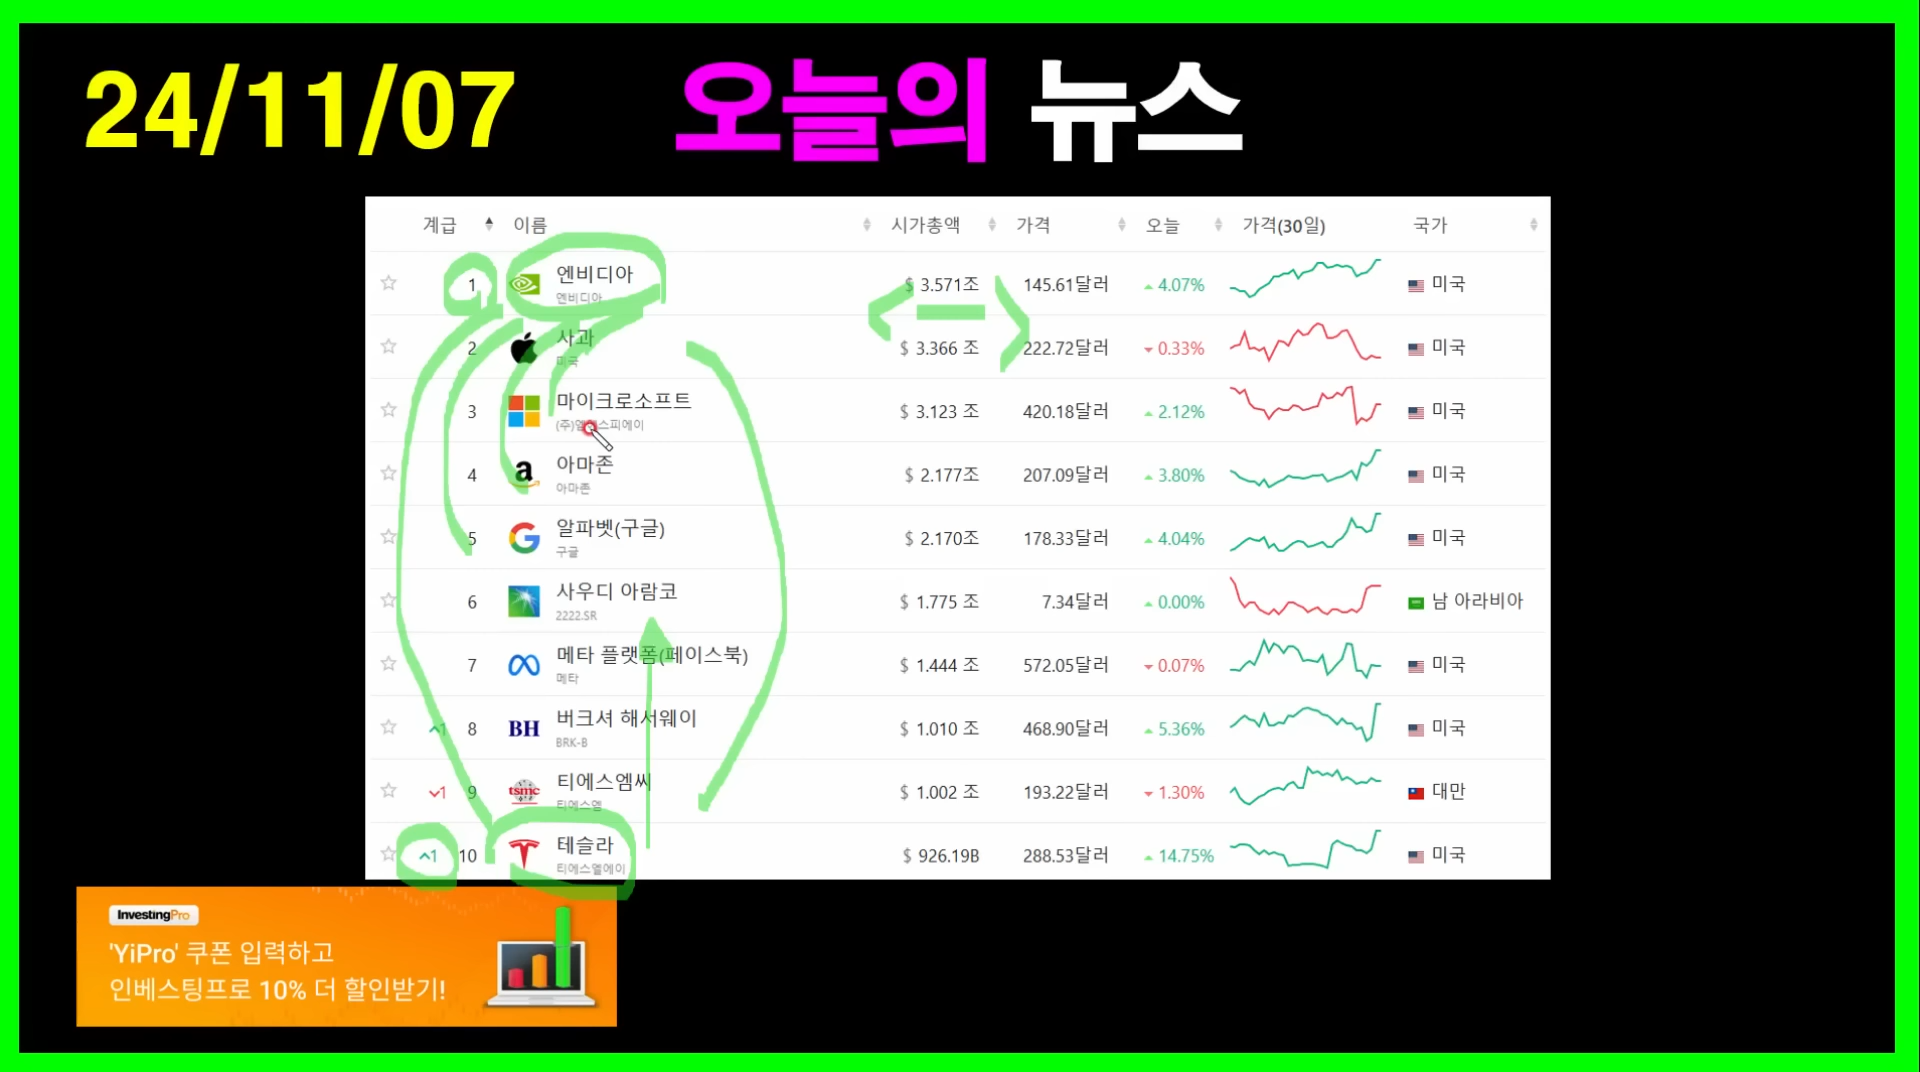 24/11/07 오늘의 뉴스
계급 이름 시가총액 가격 오늘 가격(30일) 국가
1 엔비디아 $ 3.571조 145.61달러 4.07% 미국
엔비디아
2 사과 $ 3.366 조 222.72달러 0.33% 미국
미국
3 마이크로소프트 $ 3.123 조 420.18달러 2.12% 미국
스피에이
4 a 아마존 $ 2.177조 207.09달러 3.80% 미국
아마존
5 G 알파벳(구글) $ 2.170조 178.33달러 4.04% 미국
구글
6 사우디 아람코 $ 1.775 조 7.34달러 0.00% 남 아라비아
2222.SR
7 메타 플랫폼(페이스북) $ 1.444 조 572.05달러 0.07% 미국
메타
1 8 BH 버크셔 해서웨이 $ 1.010 조 468.90달러 5.36% 미국
BRK-B
1 9 tsmc 티에스엠씨 $ 1.002 조 193.22달러 1.30% 대만
티에스엠
1 10 테슬라 $ 926.19B 288.53달러 14.75% 미국
티에스엘에이
InvestingPro
'YiPro' 쿠폰 입력하고
인베스팅프로 10% 더 할인받기!